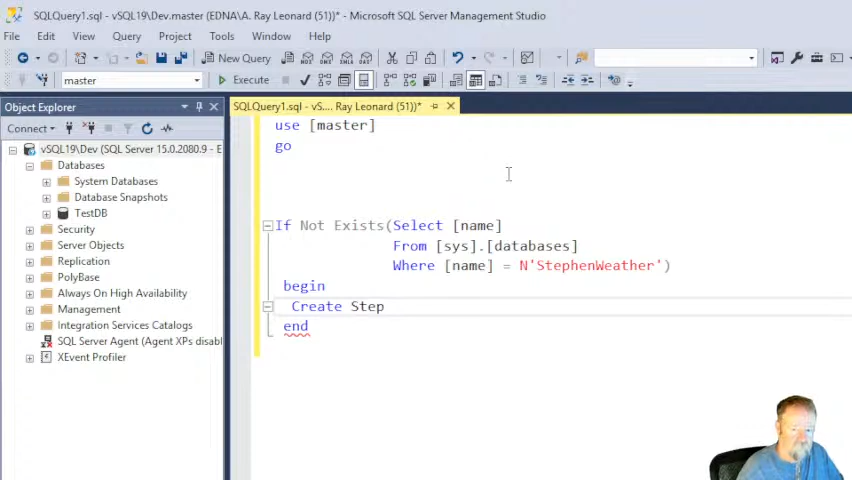 SQLQuery1.sql - vSQL19\Dev.master (EDNA\A. Ray Leonard (51))* - Microsoft SQL Server Management Studio
File Edit View Query Project Tools Window Help
New Query
master
Execute
Object Explorer
SQLQuery1.sql - vS.... Ray Leonard (51))*
Connect
vSQL19\Dev (SQL Server 15.0.2080.9 - E
Databases
System Databases
Database Snapshots
TestDB
Security
Server Objects
Replication
PolyBase
Always On High Availability
Management
Integration Services Catalogs
SQL Server Agent (Agent XPs disabl
XEvent Profiler
use [master]
go
If Not Exists(Select [name]
From [sys].[databases]
Where [name] = N'StephenWeather')
begin
Create Step
end